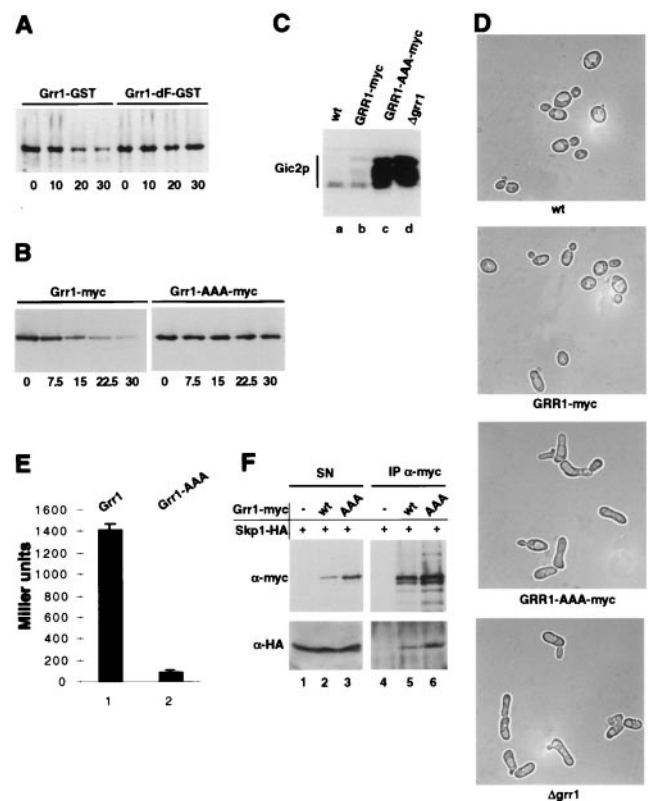 A
Grr1-GST Grr1-dF-GST
0 10 20 30 0 10 20 30
B
Grr1-myc Grr1-AAA-myc
0 7.5 15 22.5 30 0 7.5 15 22.5 30
C
wt GRR1-myc GRR1-AAA-myc Δgrr1
Gic2p
a b c d
D
wt
GRR1-myc
GRR1-AAA-myc
Δgrr1
E
Grr1 Grr1-AAA
Miller units
1600
1400
1200
1000
800
600
400
200
0
1 2
F
SN IP α-myc
Grr1-myc - wt AAA - wt AAA
Skp1-HA + + + + + +
α-myc
α-HA
1 2 3 4 5 6